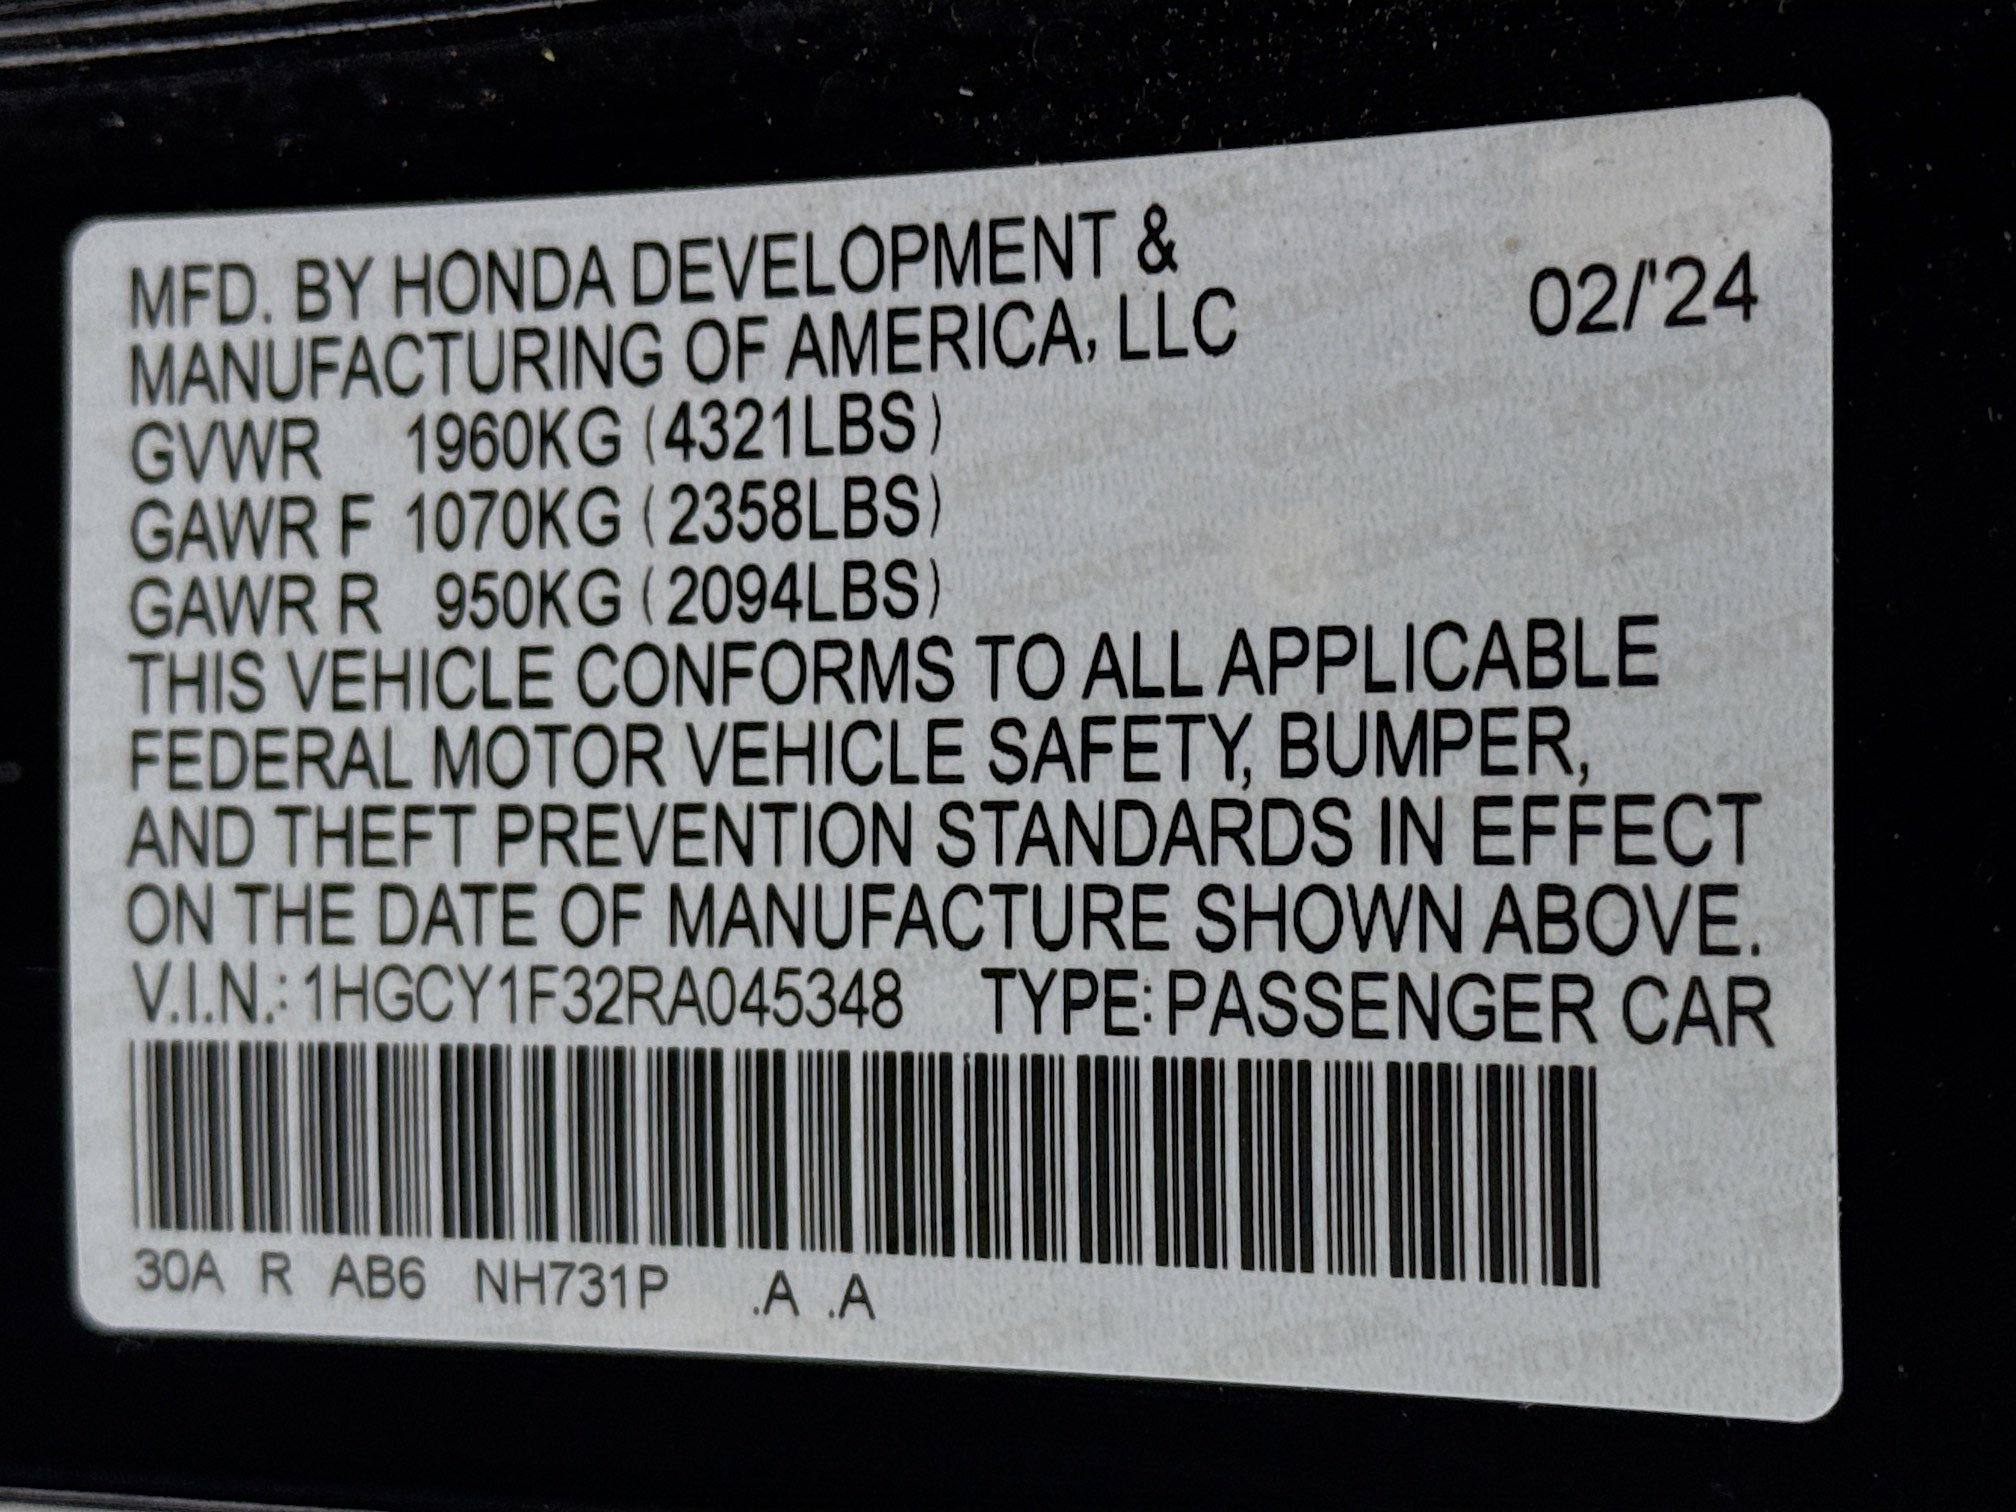 MFD. BY HONDA DEVELOPMENT &
MANUFACTURING OF AMERICA, LLC
02/'24
GVWR 1960KG (4321LBS)
GAWR F 1070KG (2358LBS)
GAWR R 950KG (2094LBS)
THIS VEHICLE CONFORMS TO ALL APPLICABLE
FEDERAL MOTOR VEHICLE SAFETY, BUMPER,
AND THEFT PREVENTION STANDARDS IN EFFECT
ON THE DATE OF MANUFACTURE SHOWN ABOVE.
V.I.N.: 1HGCY1F32RA045348 TYPE: PASSENGER CAR
30A R AB6 NH731P .A .A